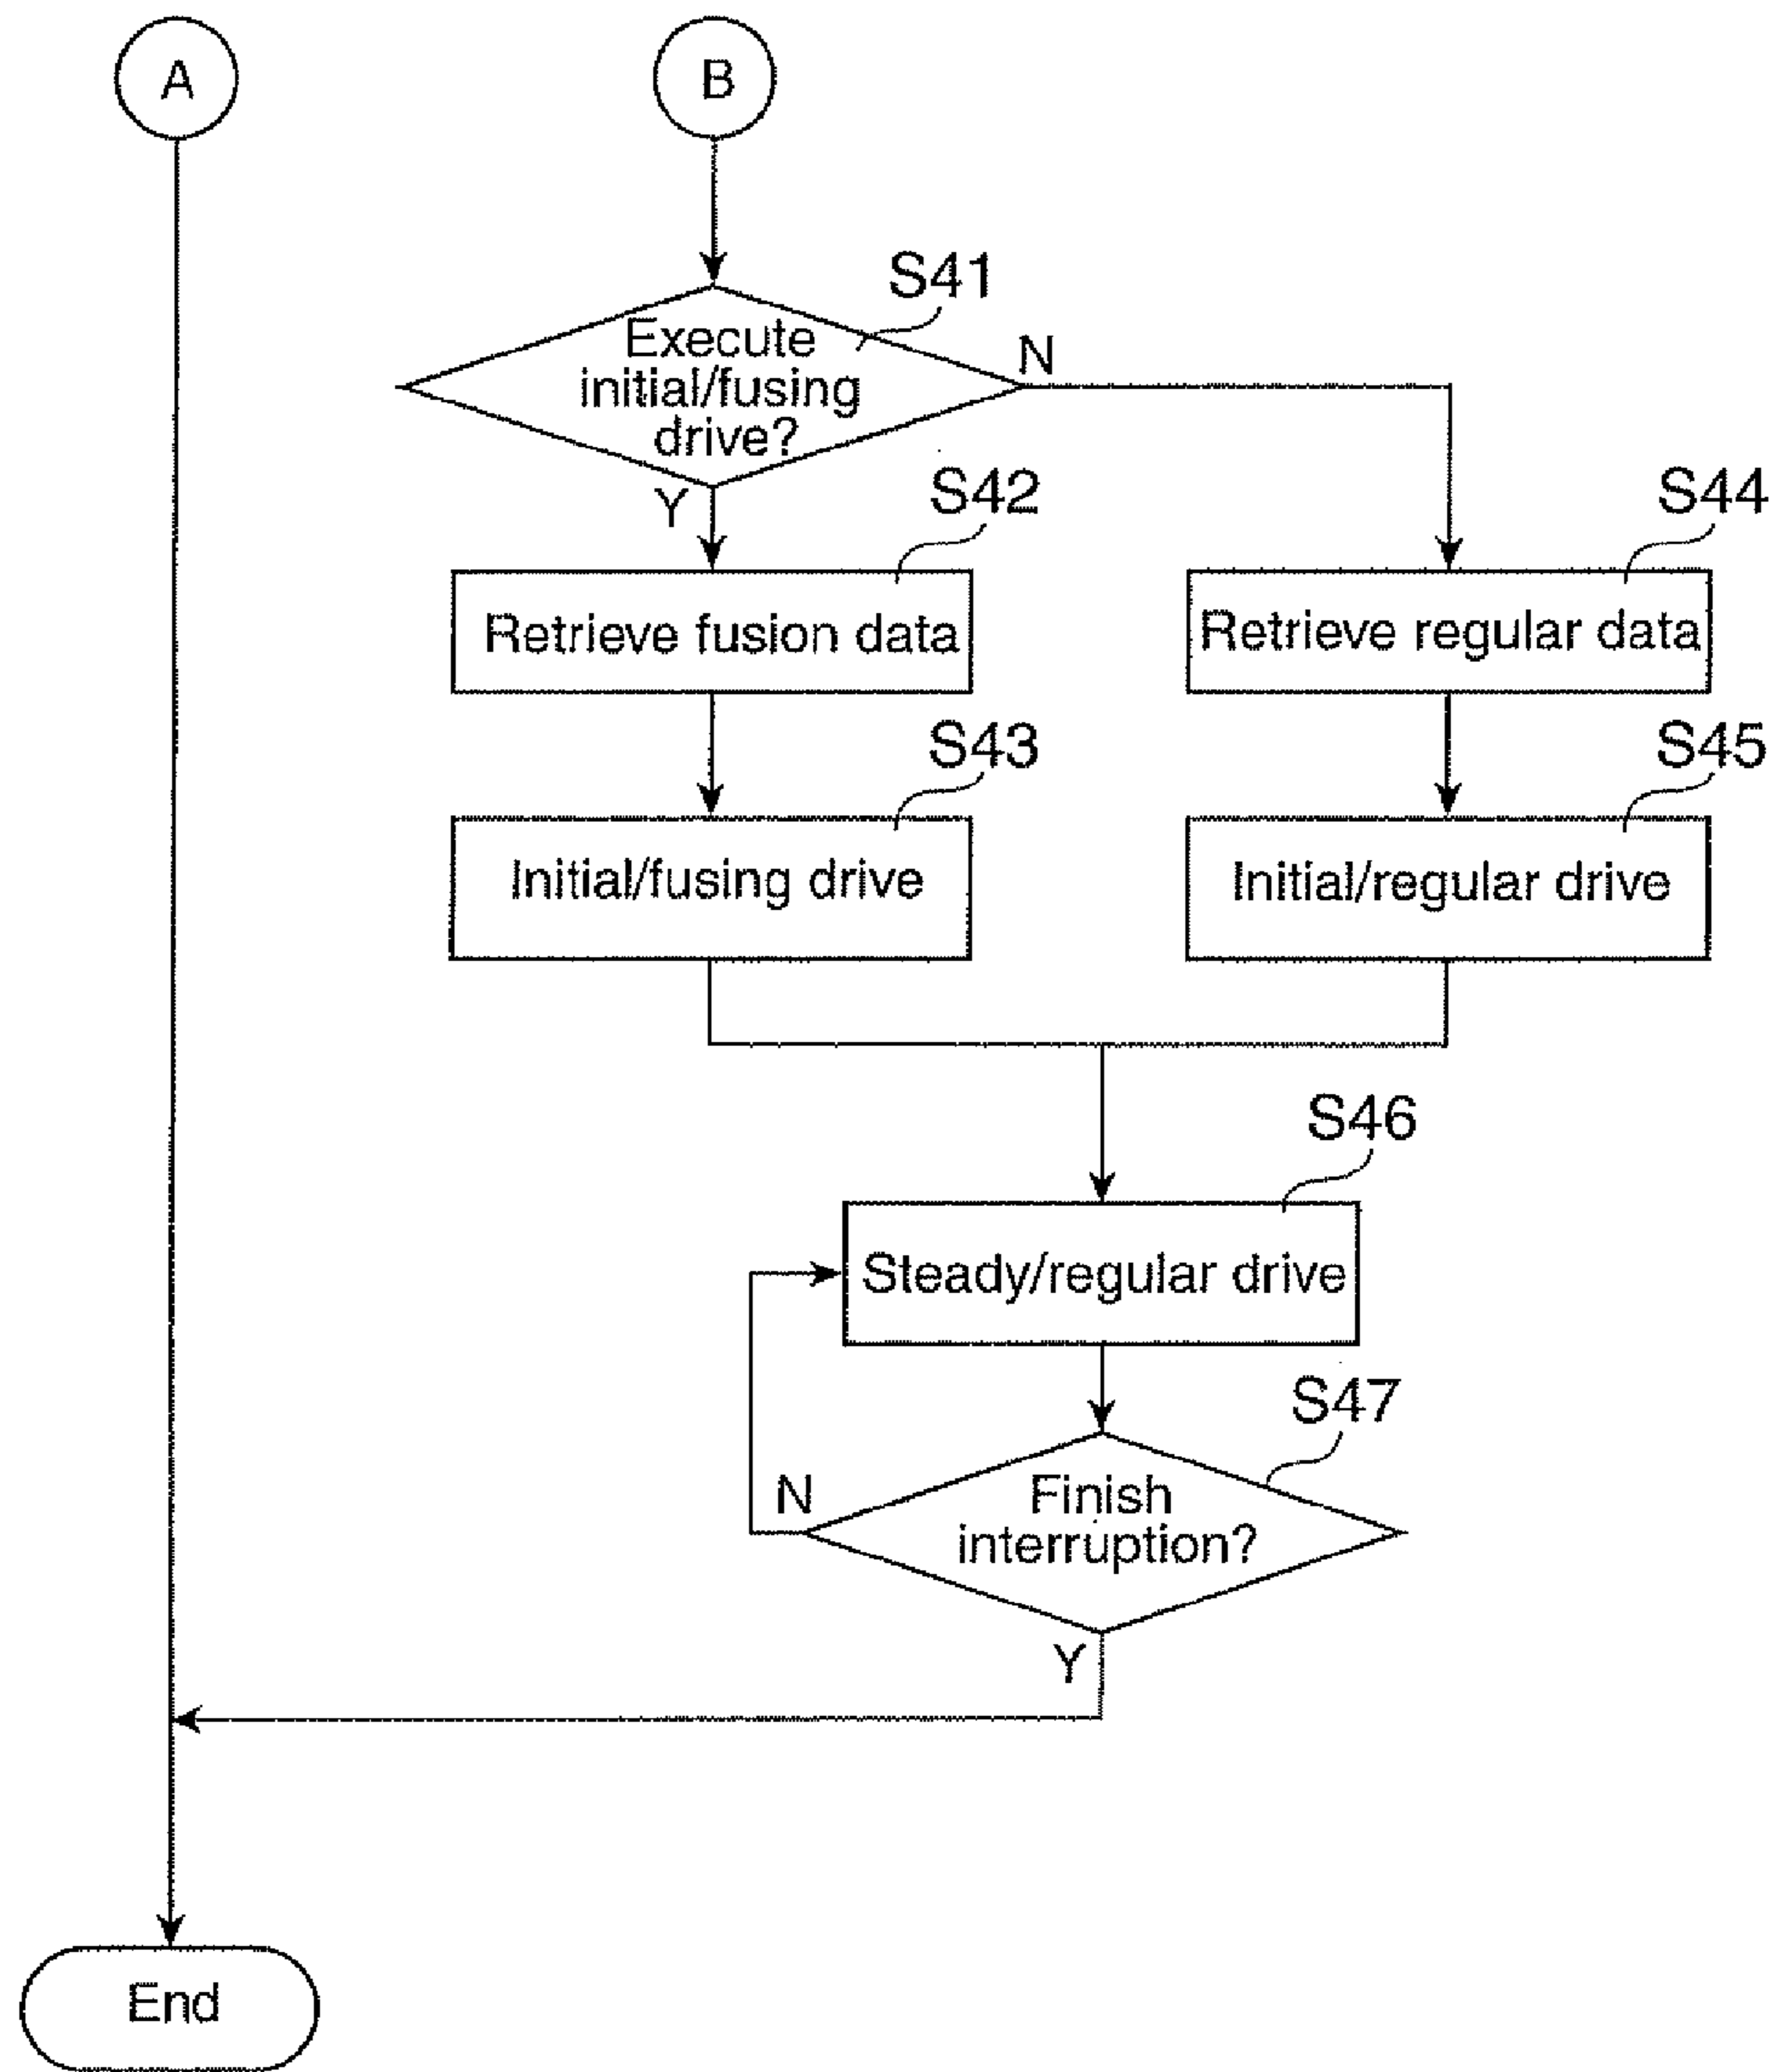 A
B
S41
Execute
initial/fusing
drive?
N
Y
S42
S44
Retrieve fusion data
Retrieve regular data
S43
S45
Initial/fusing drive
Initial/regular drive
S46
Steady/regular drive
S47
N
Finish
interruption?
Y
End